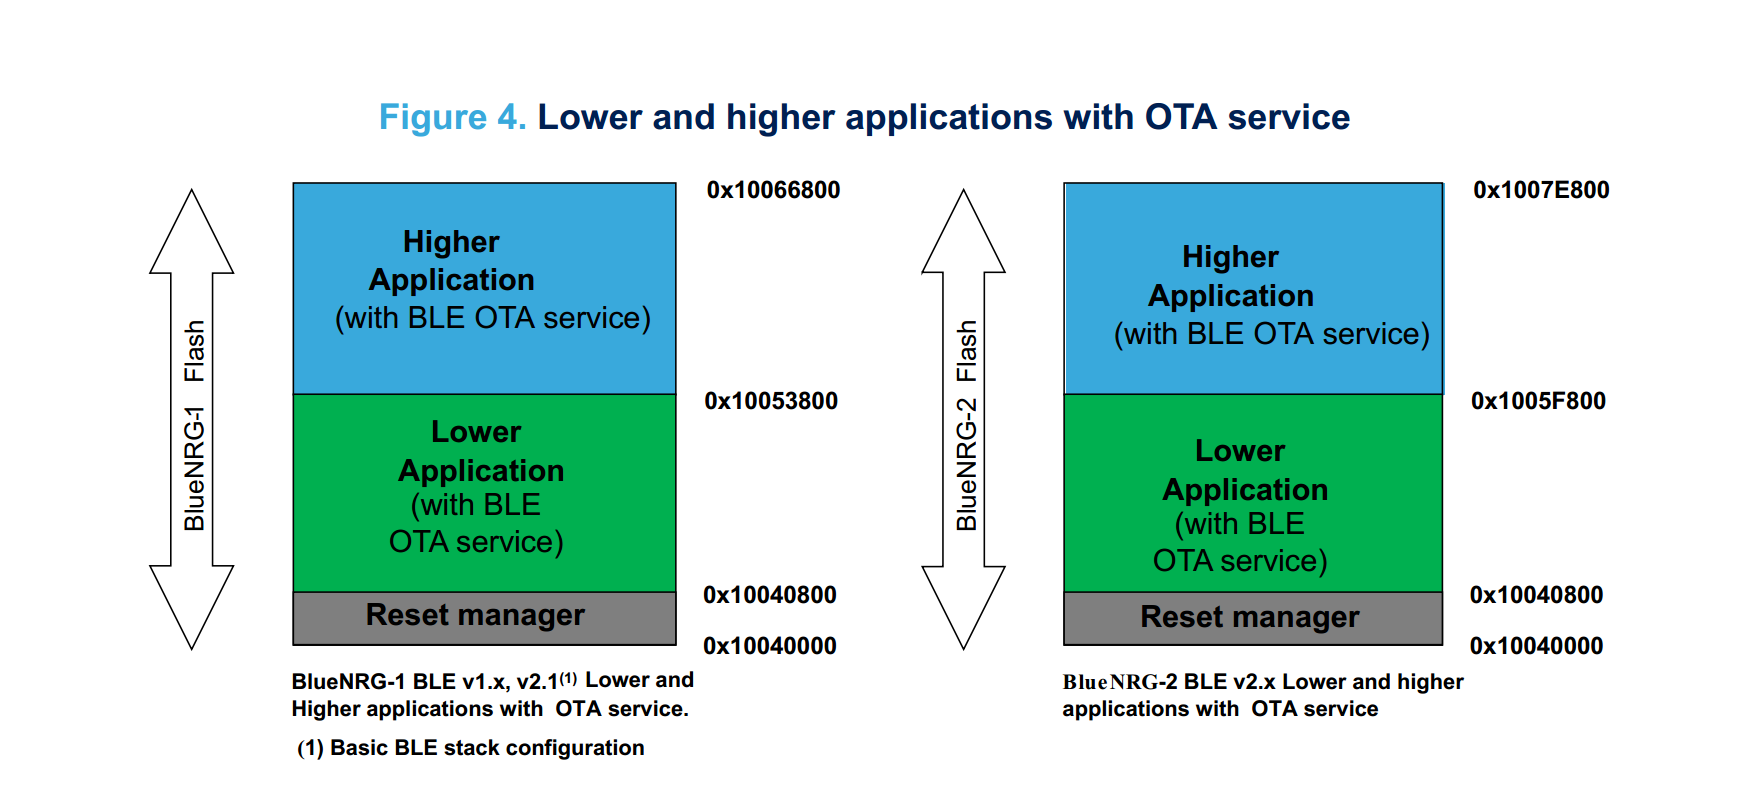 Figure 4. Lower and higher applications with OTA service
BlueNRG-1 Flash
Higher
Application
(with BLE OTA service)
Lower
Application
(with BLE
OTA service)
Reset manager
0x10066800
0x10053800
0x10040800
0x10040000
BlueNRG-1 BLE v1.x, v2.1(1) Lower and
Higher applications with OTA service.
(1) Basic BLE stack configuration
BlueNRG-2 Flash
Higher
Application
(with BLE OTA service)
Lower
Application
(with BLE
OTA service)
Reset manager
0x1007E800
0x1005F800
0x10040800
0x10040000
BlueNRG-2 BLE v2.x Lower and higher
applications with OTA service